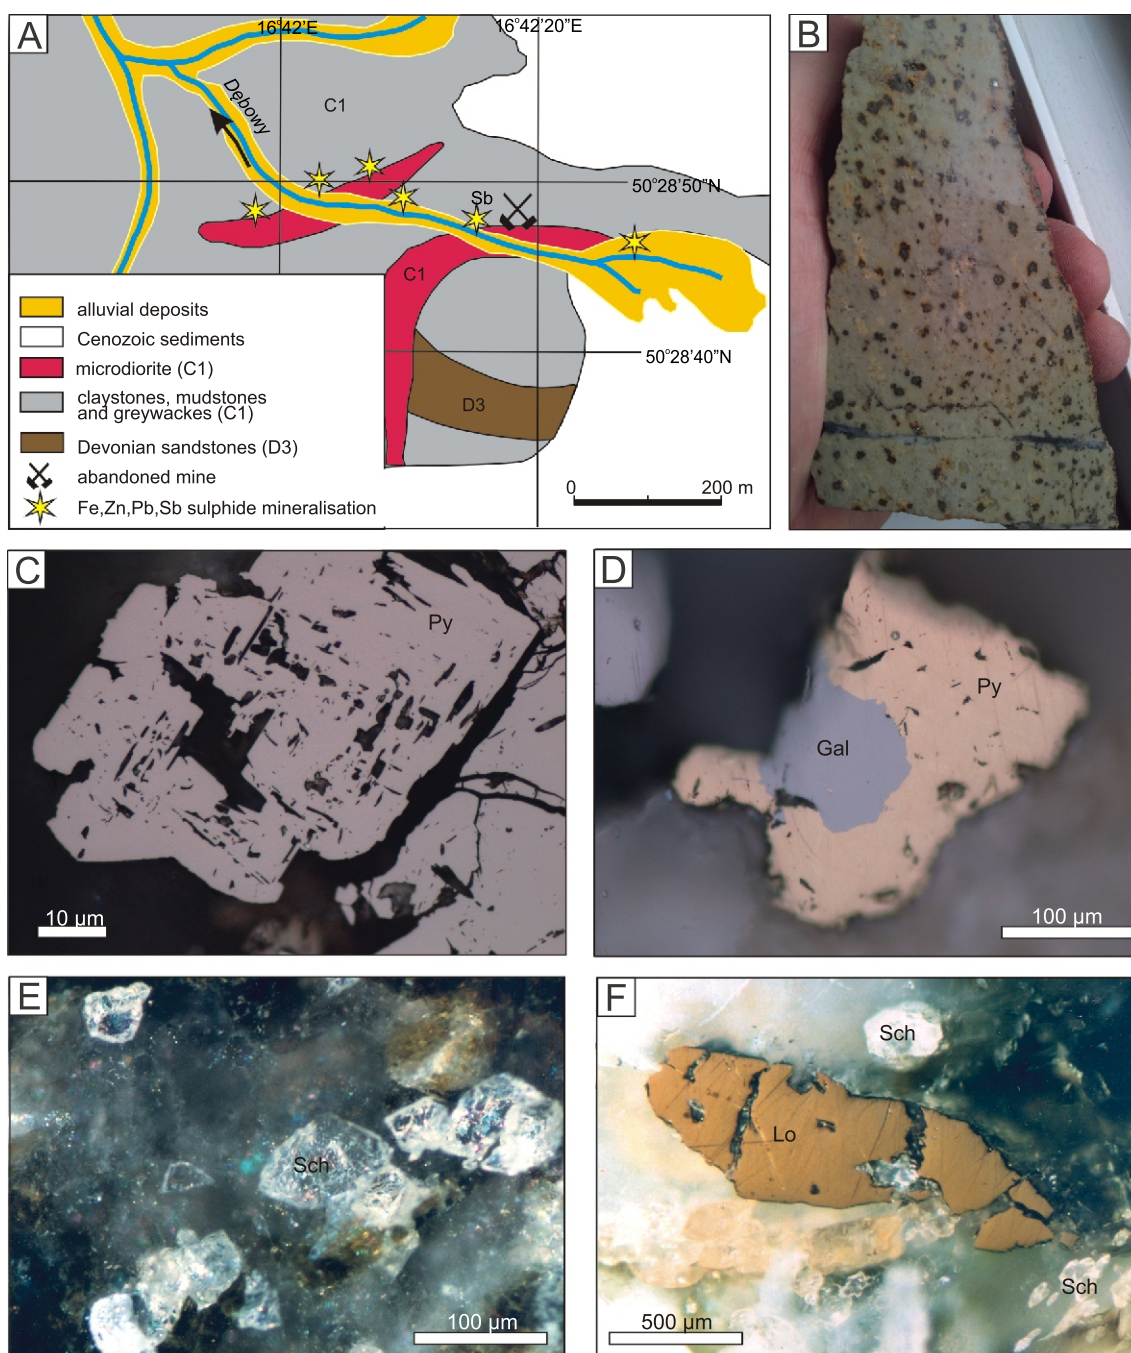 A
16°42'E
16°42'20"E
B
Dębowy
C1
Sb
50°28'50"N
C1
alluvial deposits
Cenozoic sediments
microdiorite (C1)
claystones, mudstones
and greywackes (C1)
Devonian sandstones (D3)
abandoned mine
Fe,Zn,Pb,Sb sulphide mineralisation
50°28'40"N
D3
0
200 m
C
Py
10 µm
D
Py
Gal
100 µm
E
Sch
100 µm
F
Sch
Lo
Sch
500 µm